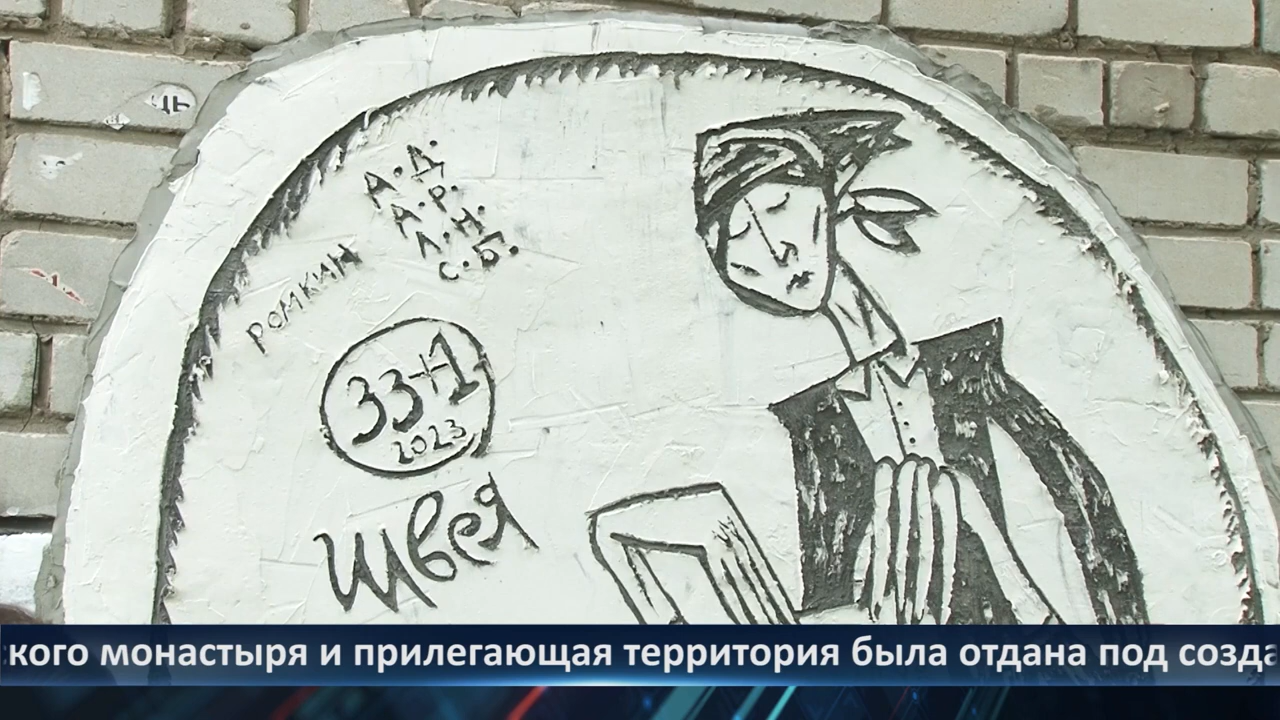 А.Д.
А.Р.
Л.Н.
С.Б.
РОМКИН
33+1
2023
Швея
кого монастыря и прилегающая территория была отдана под созда